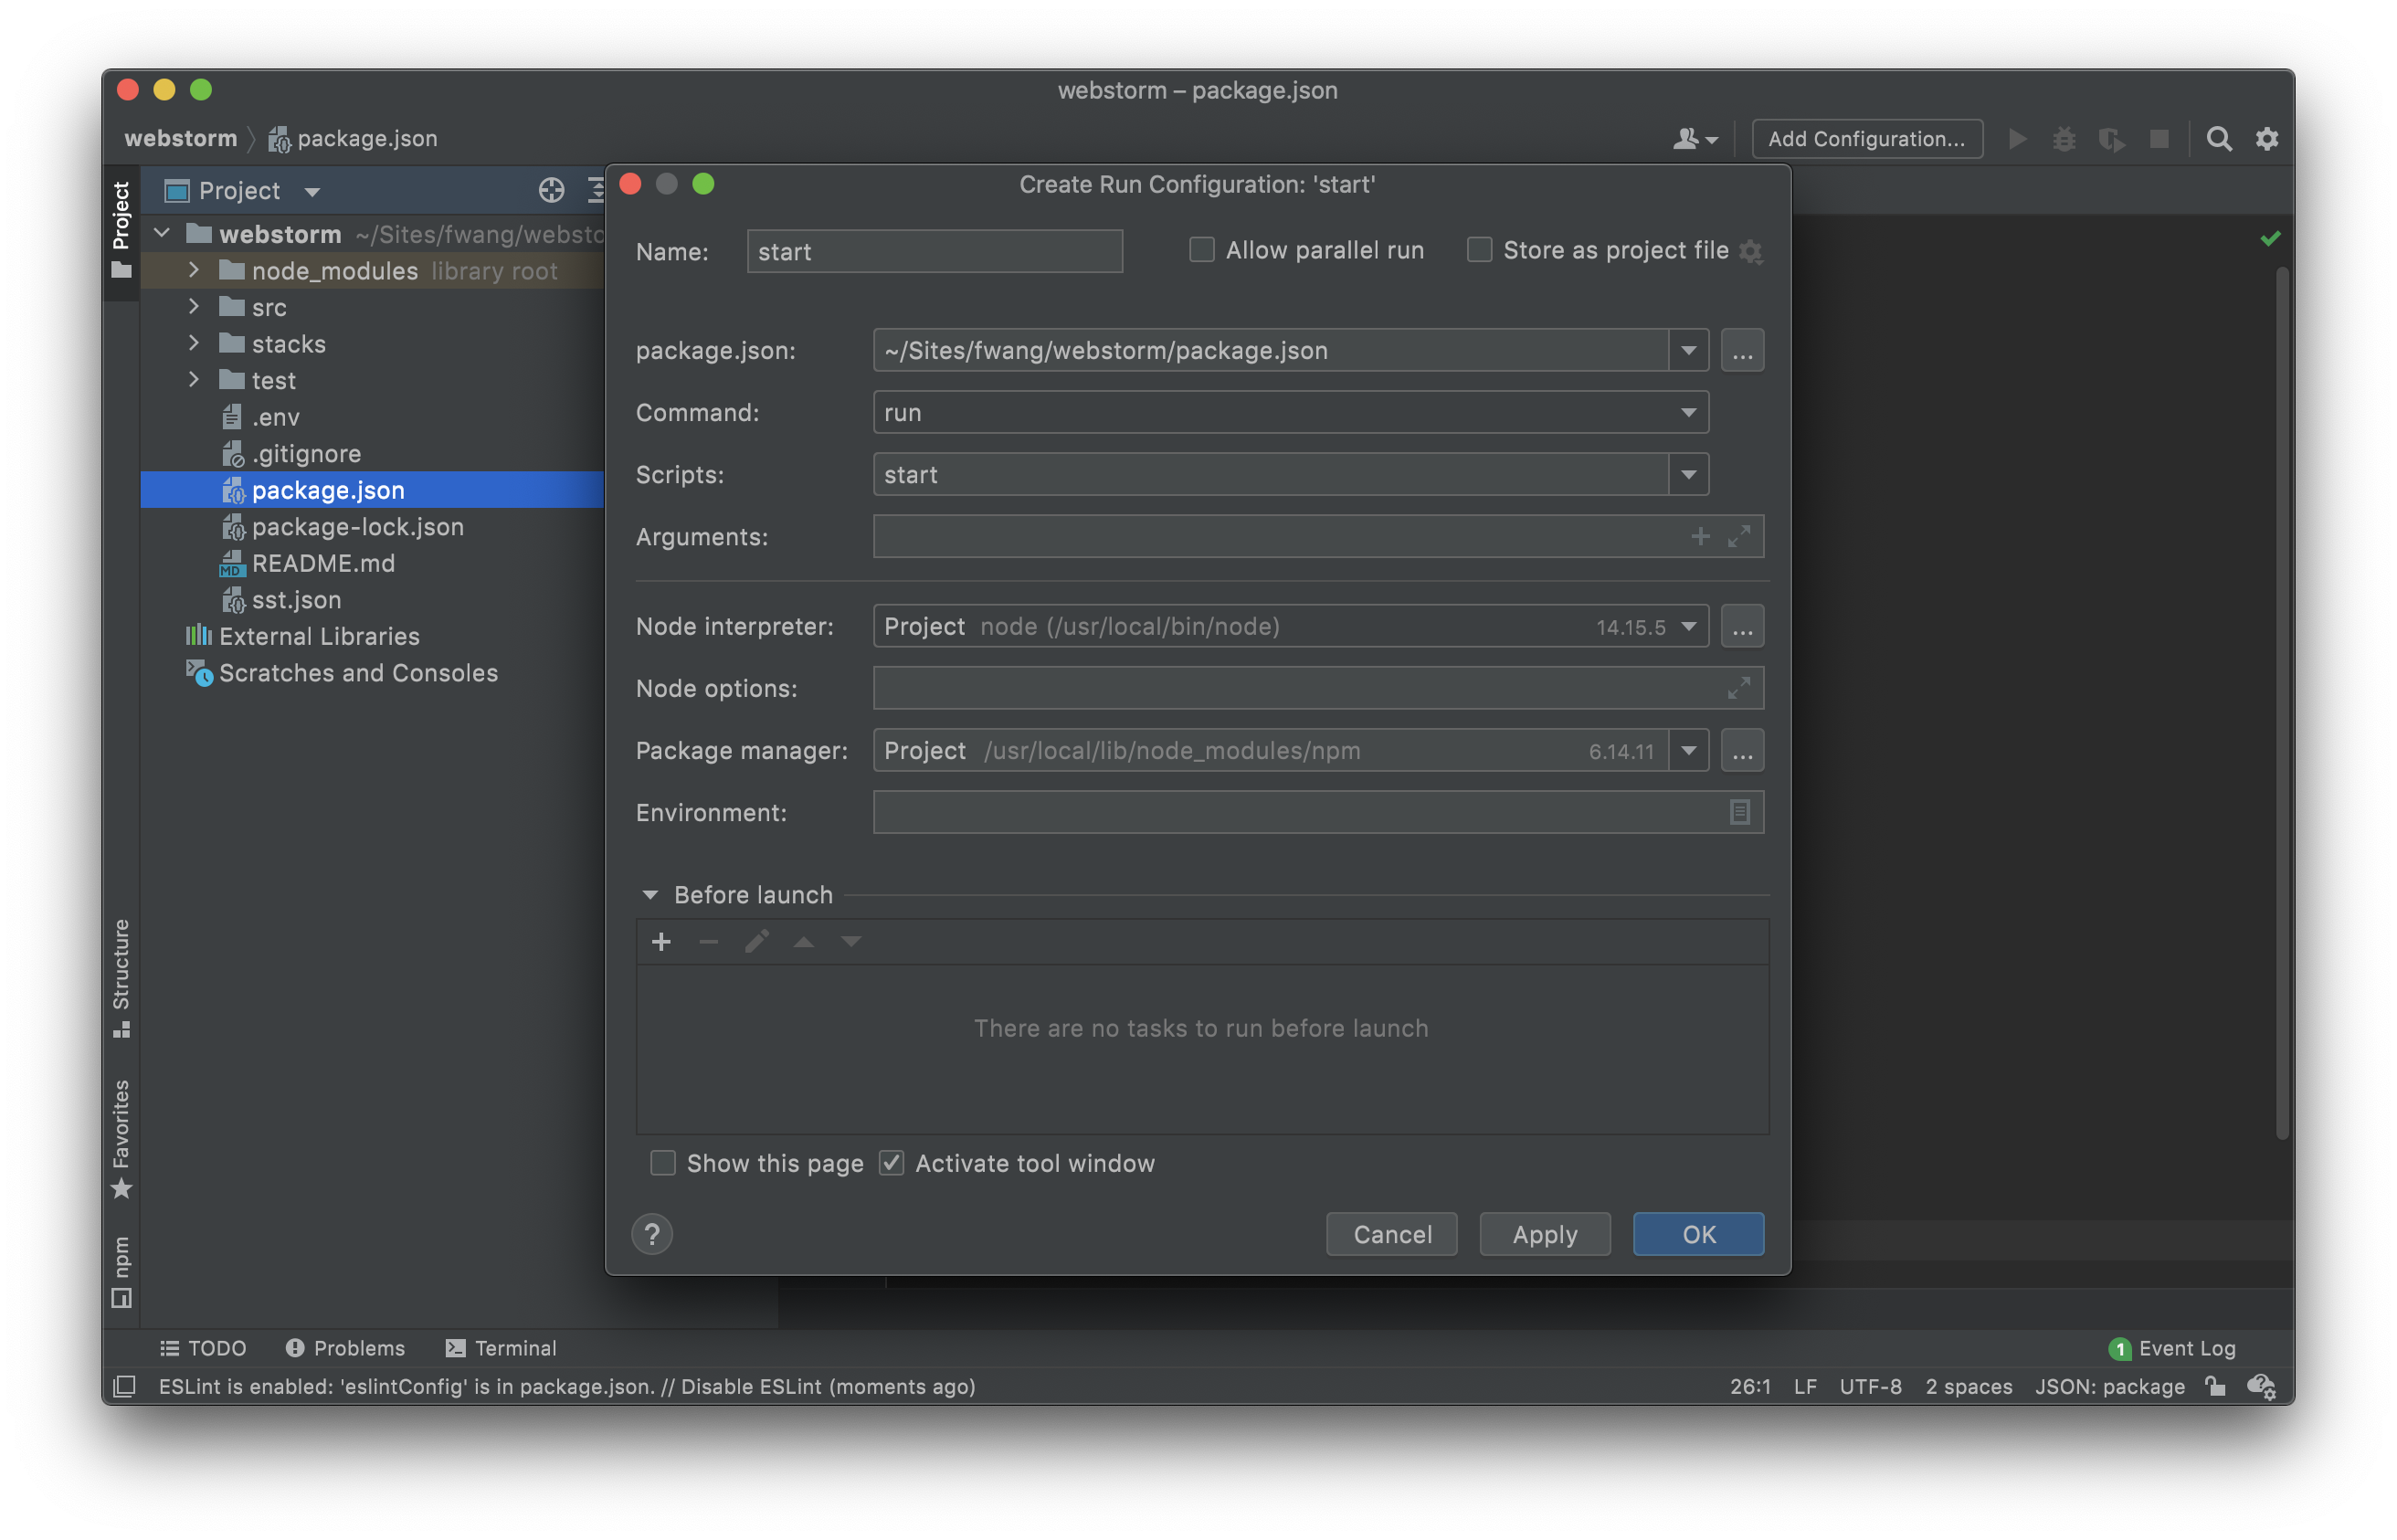 webstorm – package.json
webstorm package.json
Add Configuration...
Project
Project
webstorm ~/Sites/fwang/websto
node_modules library root
src
stacks
test
.env
.gitignore
package.json
package-lock.json
MD README.md
sst.json
External Libraries
Scratches and Consoles
Structure
Favorites
npm
Create Run Configuration: 'start'
Name: start
Allow parallel run
Store as project file
package.json: ~/Sites/fwang/webstorm/package.json ...
Command: run
Scripts: start
Arguments:
Node interpreter: Project node (/usr/local/bin/node) 14.15.5 ...
Node options:
Package manager: Project /usr/local/lib/node_modules/npm 6.14.11 ...
Environment:
Before launch
There are no tasks to run before launch
Show this page Activate tool window
? Cancel Apply OK
TODO Problems Terminal 1 Event Log
ESLint is enabled: 'eslintConfig' is in package.json. // Disable ESLint (moments ago) 26:1 LF UTF-8 2 spaces JSON: package